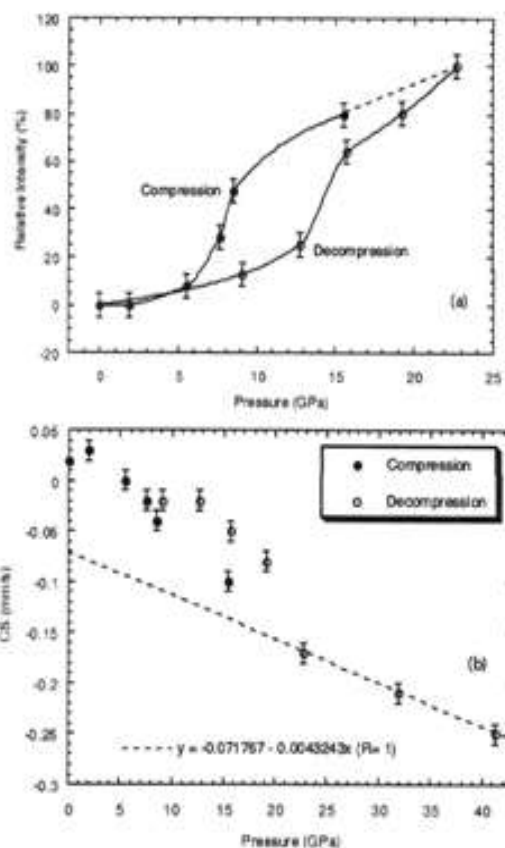 120
100
80
60
40
20
0
-20
Relative Intensity (%)
Compression
Decompression
(a)
0 5 10 15 20 25
Pressure (GPa)
0.05
0
-0.05
-0.1
-0.15
-0.2
-0.25
-0.3
CS (mm/s)
Compression
Decompression
(b)
y = -0.071767 - 0.0043243x (R= 1)
0 5 10 15 20 25 30 35 40
Pressure (GPa)